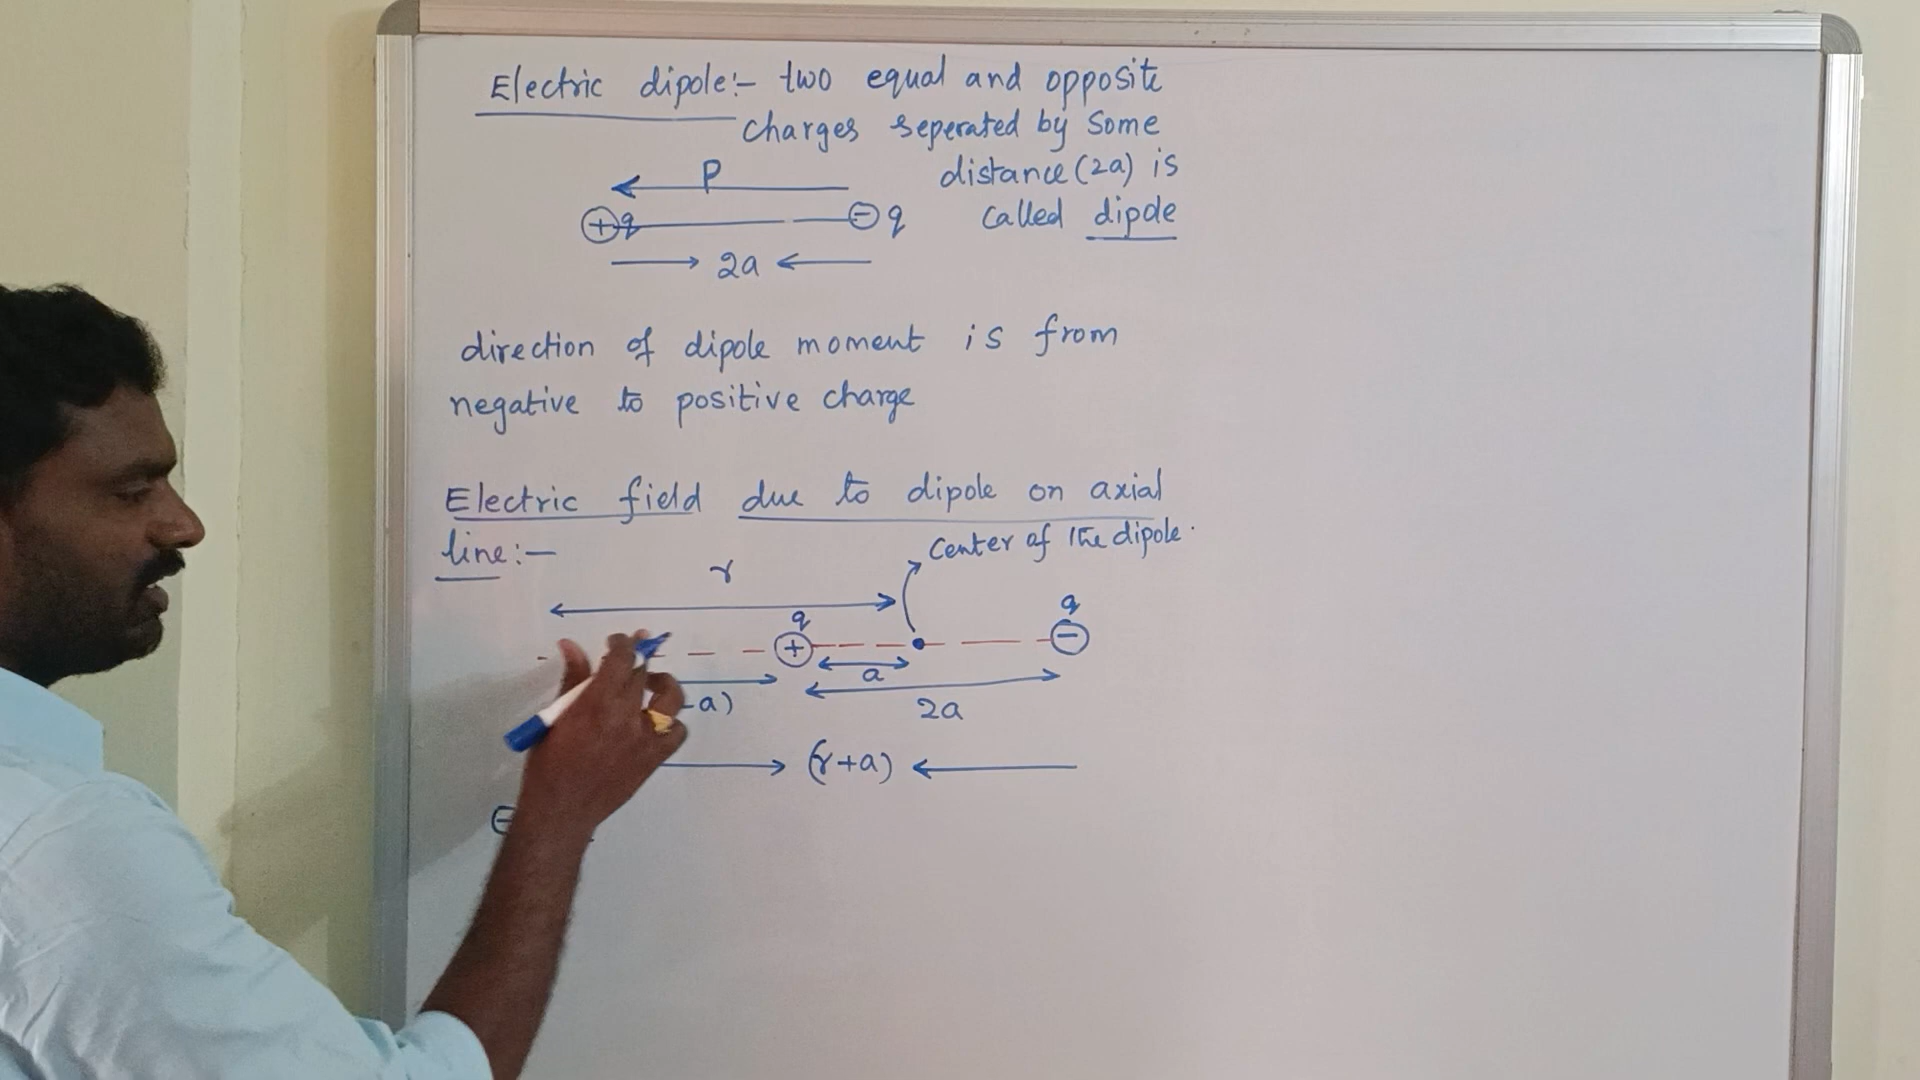 Electric dipole:- two equal and opposite
charges seperated by some
distance (2a) is
called dipole
P
+ q - q
2a
direction of dipole moment is from
negative to positive charge
Electric field due to dipole on axial
line:-
center of the dipole.
r
q q
+ -
a
-a) 2a
(r+a)